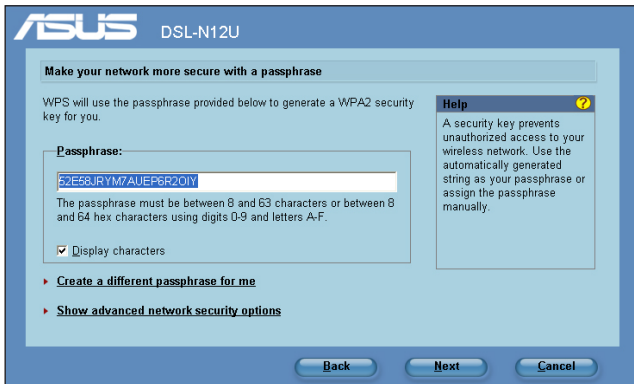 ASUS DSL-N12U
Make your network more secure with a passphrase
WPS will use the passphrase provided below to generate a WPA2 security
key for you.
Passphrase:
52E58JRYM7AUEP6R2OIY
The passphrase must be between 8 and 63 characters or between 8
and 64 hex characters using digits 0-9 and letters A-F.
Display characters
Create a different passphrase for me
Show advanced network security options
Help
A security key prevents
unauthorized access to your
wireless network. Use the
automatically generated
string as your passphrase or
assign the passphrase
manually.
Back Next Cancel